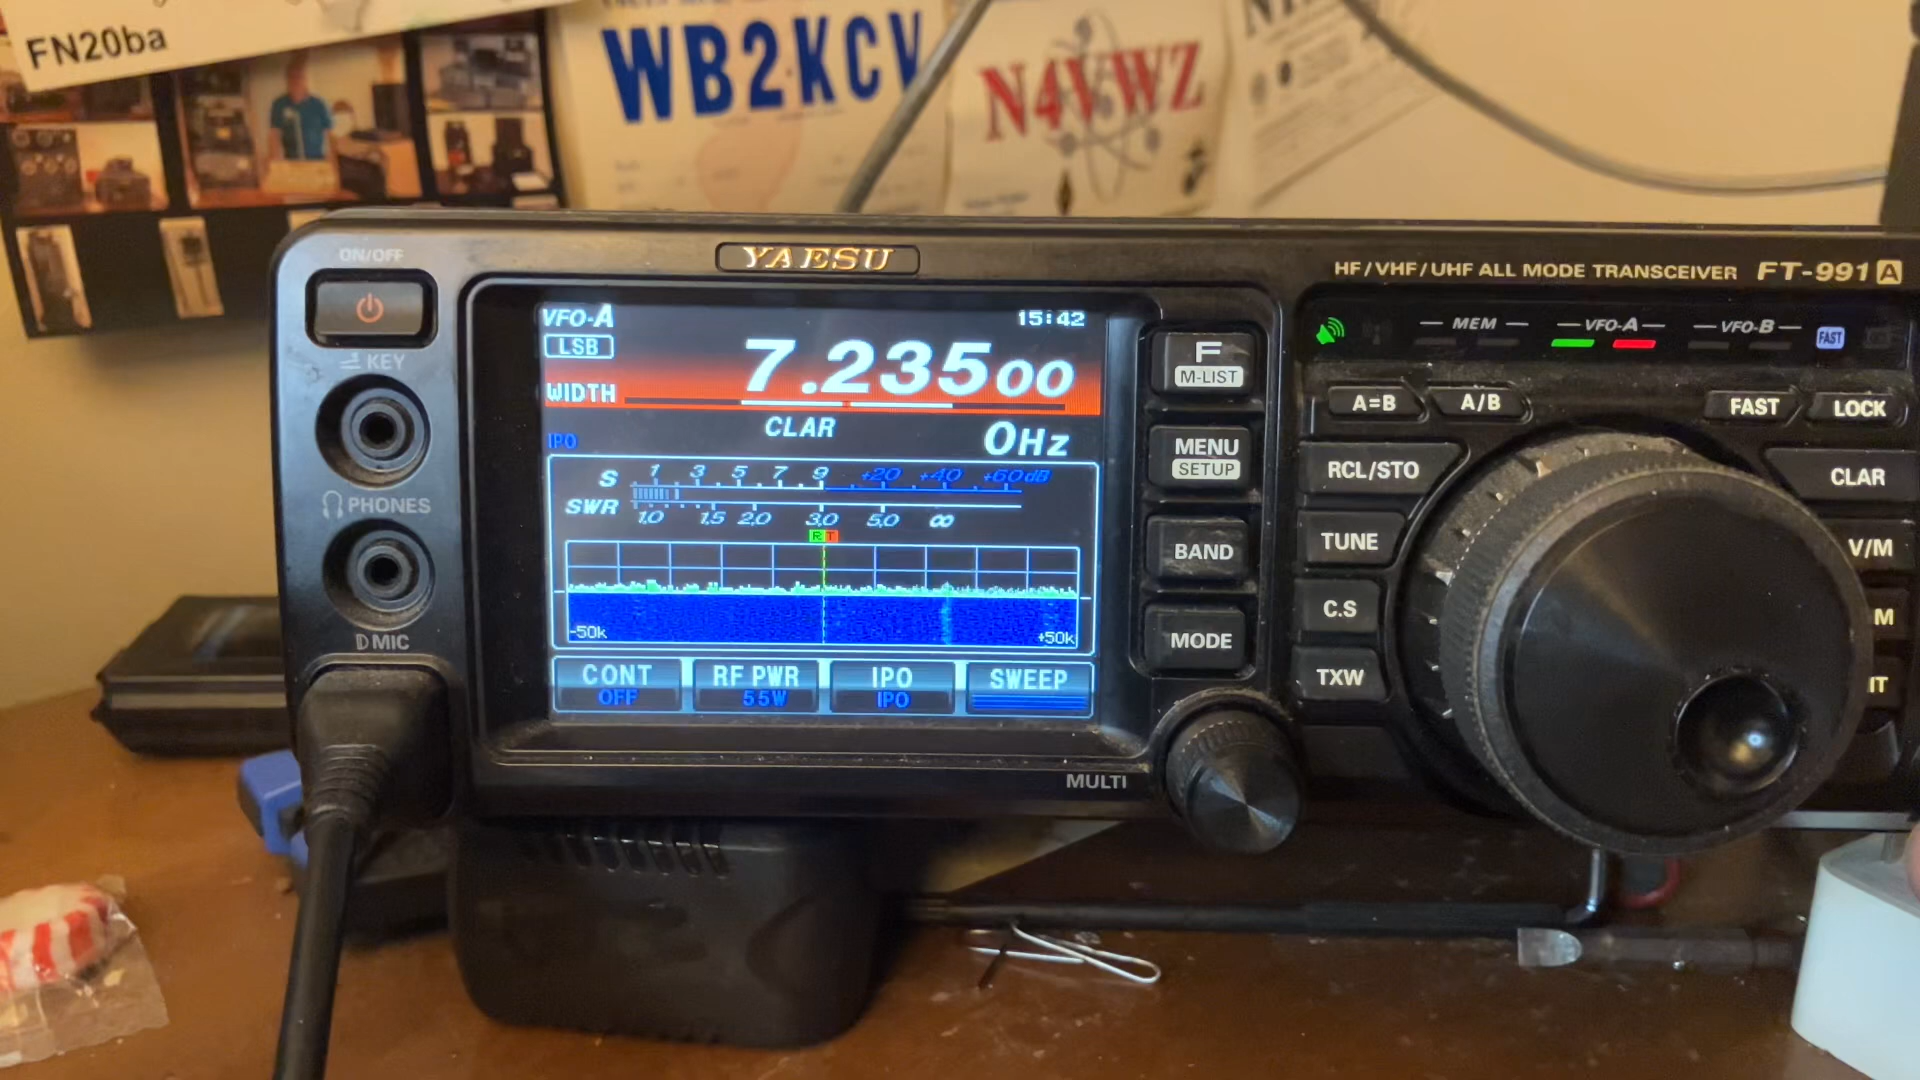 FN20ba
WB2KCV
N4VWZ
ON/OFF
YAESU
HF/VHF/UHF ALL MODE TRANSCEIVER FT-991A
VFO-A
15:42
LSB
7.23500
WIDTH
CLAR
IPO
0Hz
S 1 3 5 7 9 +20 +40 +60dB
SWR 1.0 1.5 2.0 3.0 5.0 ∞
R T
-50k
+50k
CONT
OFF
RF PWR
55W
IPO
IPO
SWEEP
KEY
PHONES
MIC
F
M-LIST
MENU
SETUP
BAND
MODE
MULTI
MEM
VFO-A
VFO-B
FAST
A=B
A/B
FAST
LOCK
RCL/STO
CLAR
TUNE
V/M
C.S
M
TXW
IT